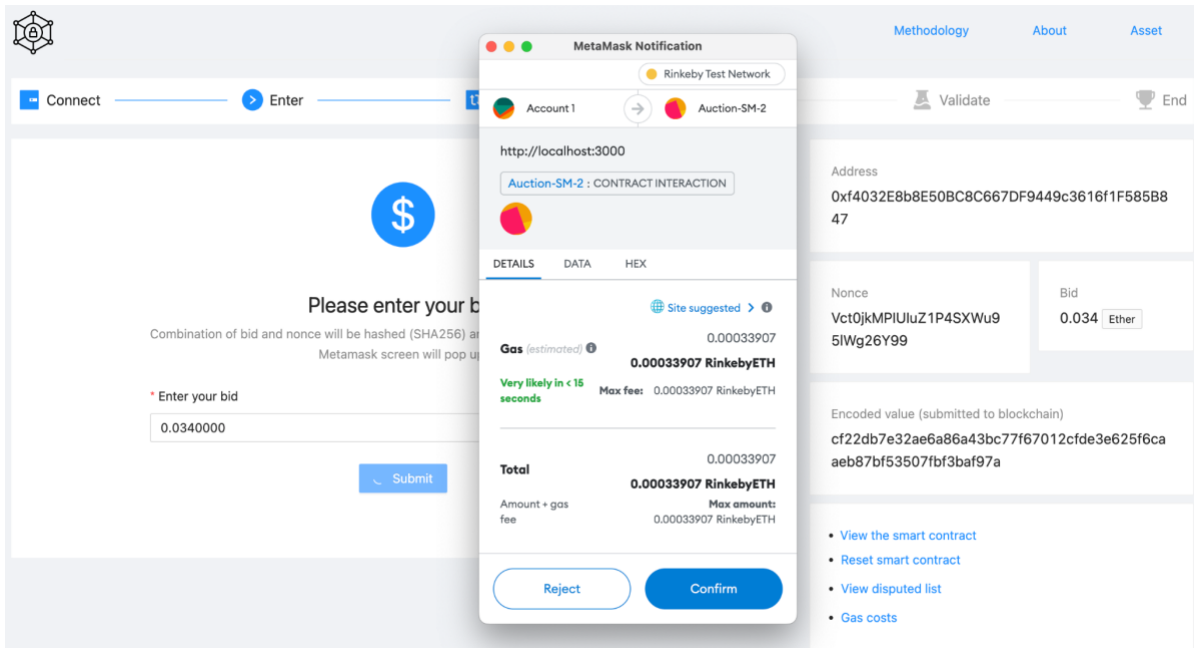 Methodology
About
Asset
Connect
Enter
Validate
End
Please enter your b
Combination of bid and nonce will be hashed (SHA256) a
Metamask screen will pop u
* Enter your bid
0.0340000
Submit
MetaMask Notification
Rinkeby Test Network
Account 1
Auction-SM-2
http://localhost:3000
Auction-SM-2 : CONTRACT INTERACTION
DETAILS
DATA
HEX
Site suggested >
0.00033907
Gas (estimated)
0.00033907 RinkebyETH
Very likely in < 15
seconds
Max fee: 0.00033907 RinkebyETH
0.00033907
Total
0.00033907 RinkebyETH
Amount + gas
fee
Max amount:
0.00033907 RinkebyETH
Reject
Confirm
Address
0xf4032E8b8E50BC8C667DF9449c3616f1F585B8
47
Nonce
Vct0jkMPIUIuZ1P4SXWu9
5IWg26Y99
Bid
0.034 Ether
Encoded value (submitted to blockchain)
cf22db7e32ae6a86a43bc77f67012cfde3e625f6ca
aeb87bf53507fbf3baf97a
• View the smart contract
• Reset smart contract
• View disputed list
• Gas costs